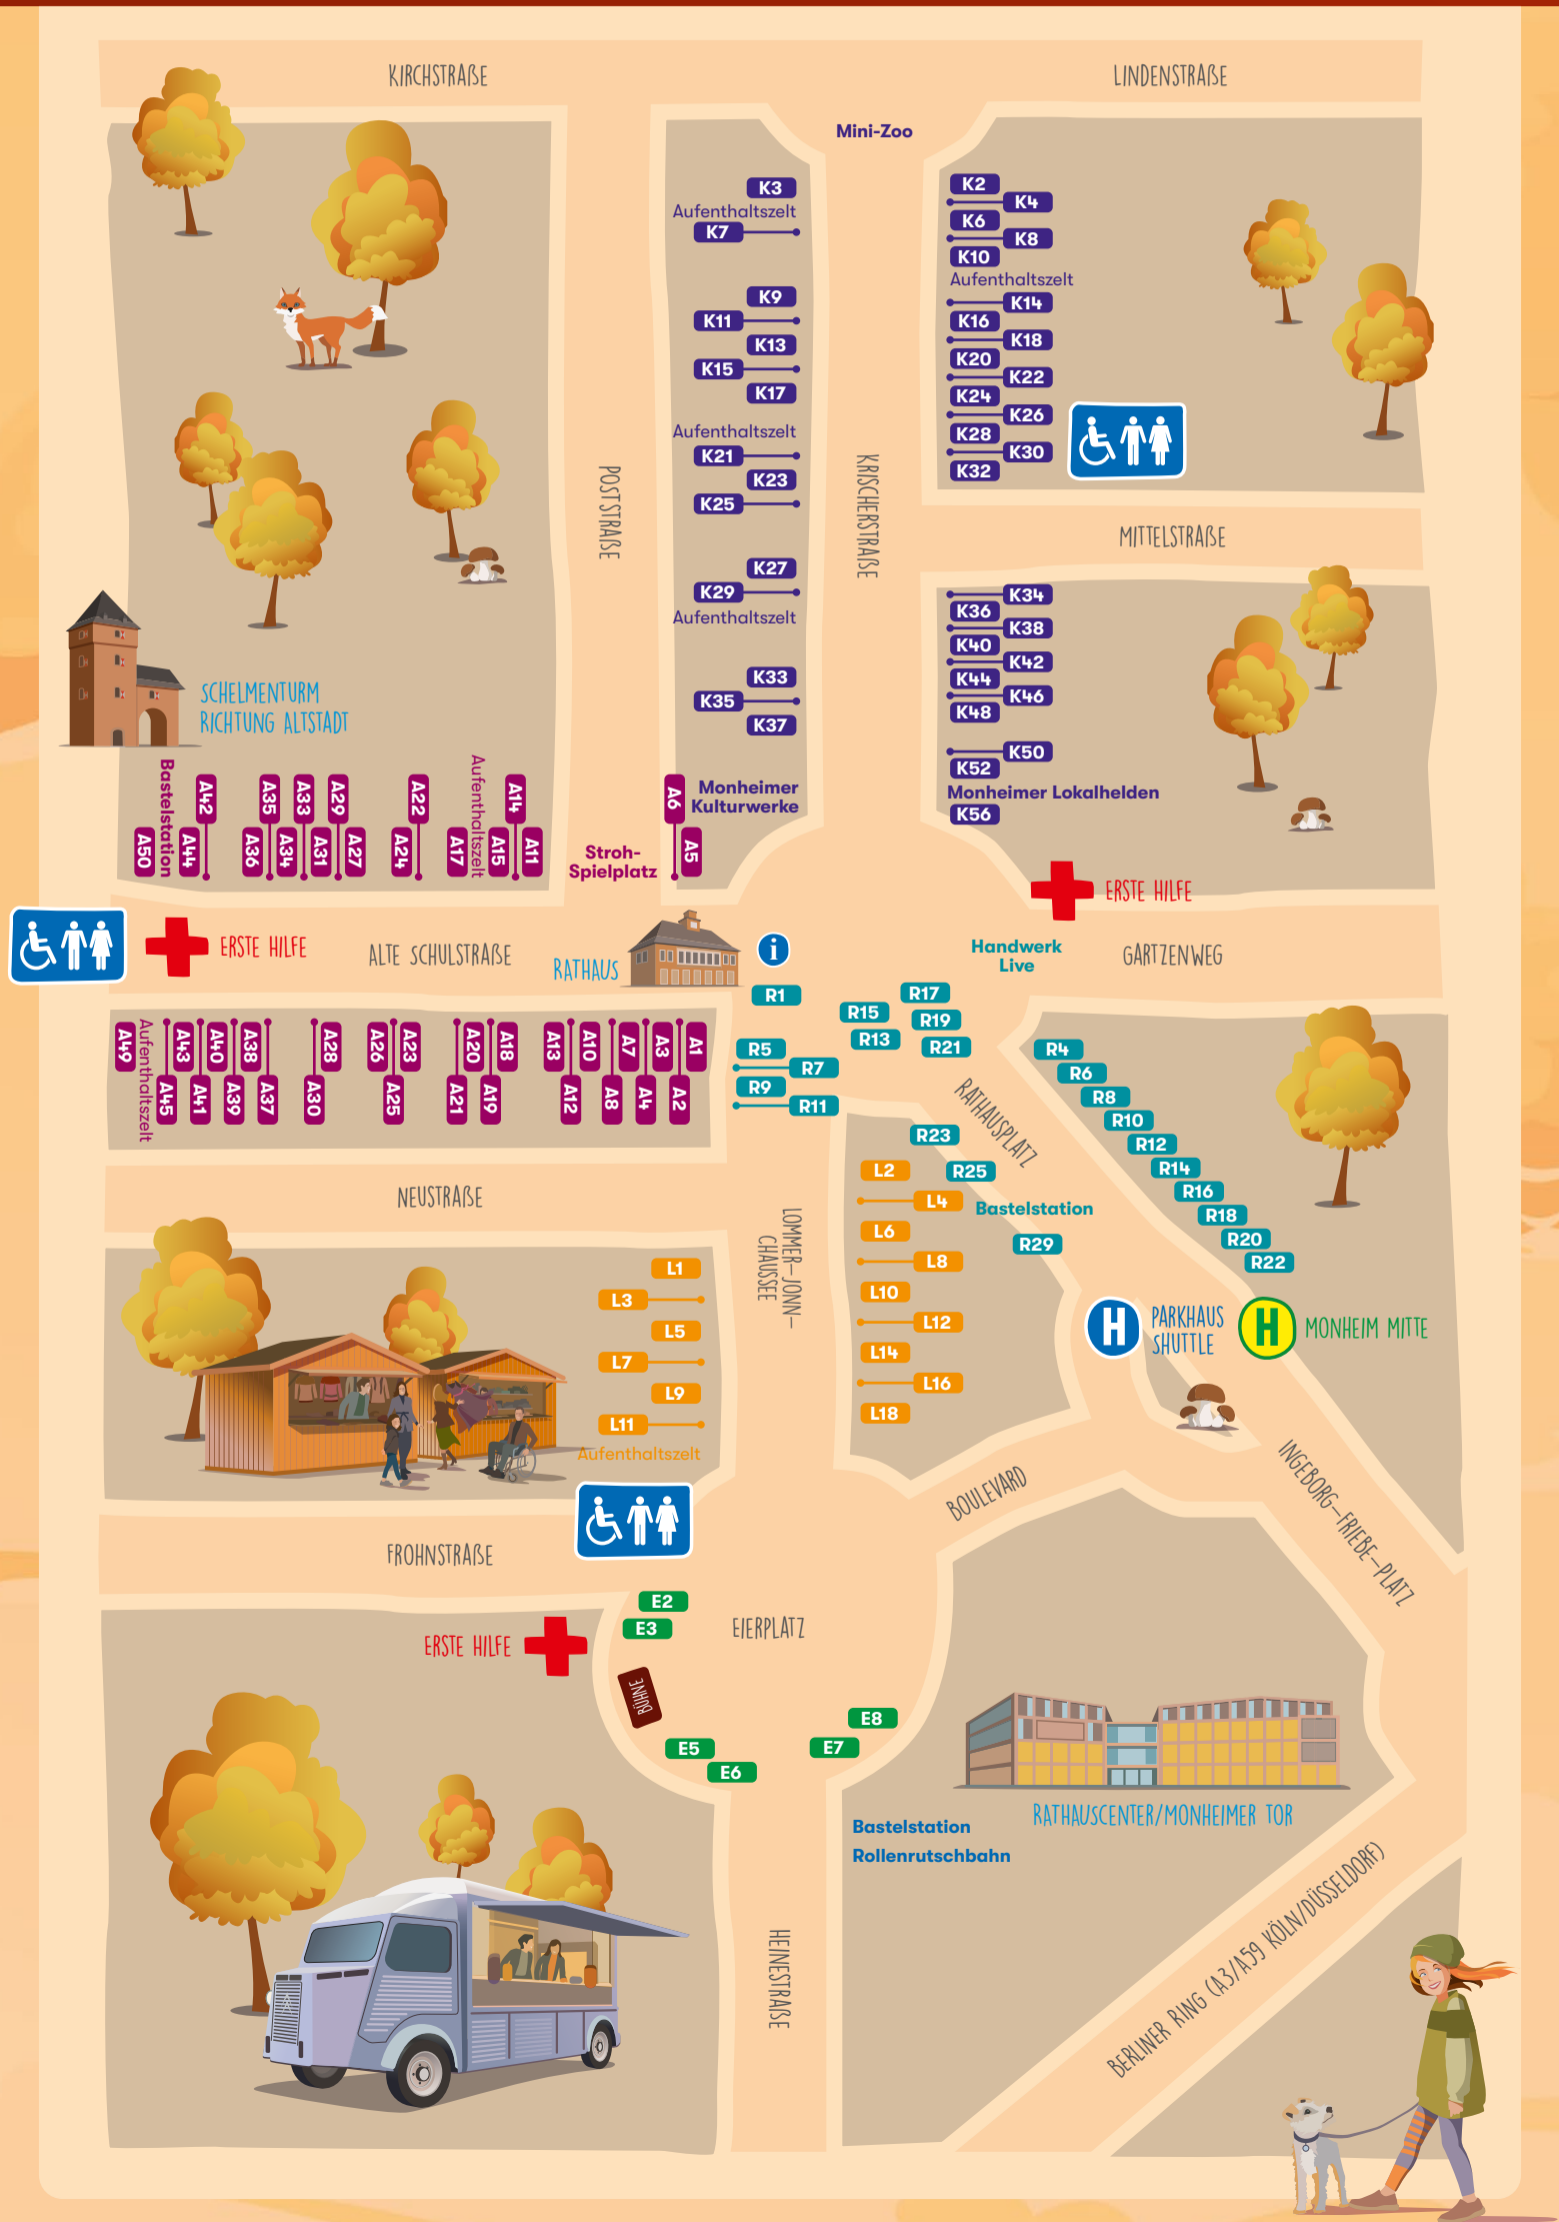 KIRCHSTRAßE
LINDENSTRAßE
Mini-Zoo
K3
Aufenthaltszelt
K7
K9
K11
K13
K15
K17
Aufenthaltszelt
K21
K23
K25
K27
K29
Aufenthaltszelt
K33
K35
K37
Monheimer
Kulturwerke
K2
K4
K6
K8
K10
Aufenthaltszelt
K14
K16
K18
K20
K22
K24
K26
K28
K30
K32
POSTSTRAßE
KRISCHERSTRAßE
MITTELSTRAßE
K34
K36
K38
K40
K42
K44
K46
K48
K50
K52
Monheimer Lokalhelden
K56
SCHELMENTURM
RICHTUNG ALTSTADT
A50
Bastelstation
A44
A42
A36
A35
A34
A33
A31
A29
A27
A24
A22
A17
Aufenthaltszelt
A15
A14
A11
Stroh-
Spielplatz
A6
A5
ERSTE HILFE
ERSTE HILFE
ALTE SCHULSTRAßE
RATHAUS
i
Handwerk
Live
GARTZENWEG
A49
Aufenthaltszelt
A45
A43
A41
A40
A39
A38
A37
A30
A28
A26
A25
A23
A21
A20
A19
A18
A13
A12
A10
A8
A7
A4
A3
A2
A1
R1
R5
R7
R9
R11
R15
R13
R17
R19
R21
R4
R6
R8
R10
R12
R14
R16
R18
R20
R22
RATHAUSPLATZ
R23
R25
Bastelstation
R29
NEUSTRAßE
LOMMER-JONN-
CHAUSSEE
L2
L4
L6
L8
L10
L12
L14
L16
L18
L1
L3
L5
L7
L9
L11
Aufenthaltszelt
H
PARKHAUS
SHUTTLE
H
MONHEIM MITTE
BOULEVARD
INGEBORG-FRIEBE-PLATZ
FROHNSTRAßE
E2
E3
EIERPLATZ
ERSTE HILFE
BÜHNE
E5
E6
E7
E8
RATHAUSCENTER/MONHEIMER TOR
Bastelstation
Rollenrutschbahn
HEINESTRAßE
BERLINER RING (A3/A59 KÖLN/DÜSSELDORF)